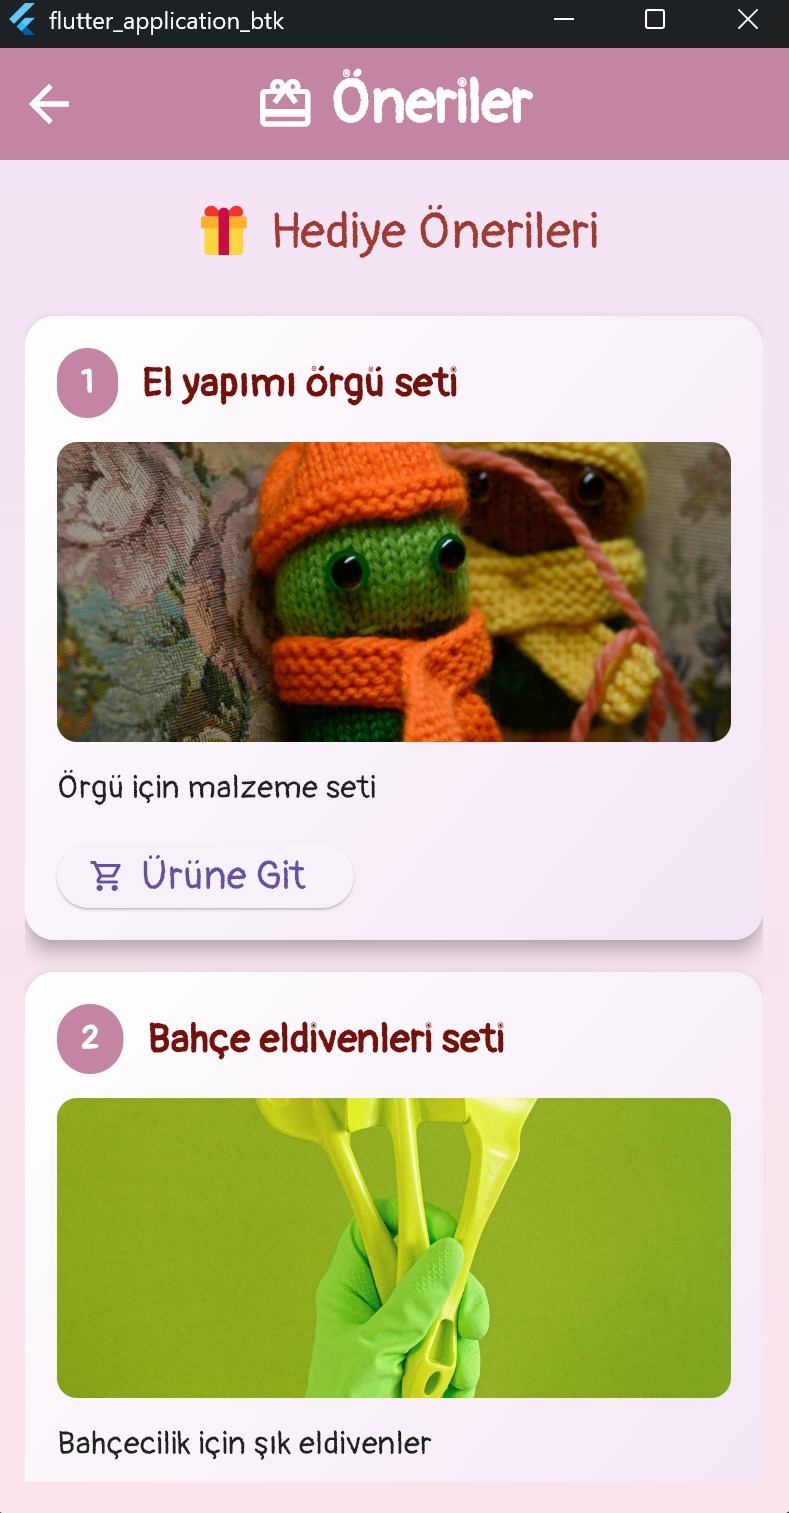 flutter_application_btk
Öneriler
Hediye Önerileri
1 El yapımı örgü seti
Örgü için malzeme seti
Ürüne Git
2 Bahçe eldivenleri seti
Bahçecilik için şık eldivenler